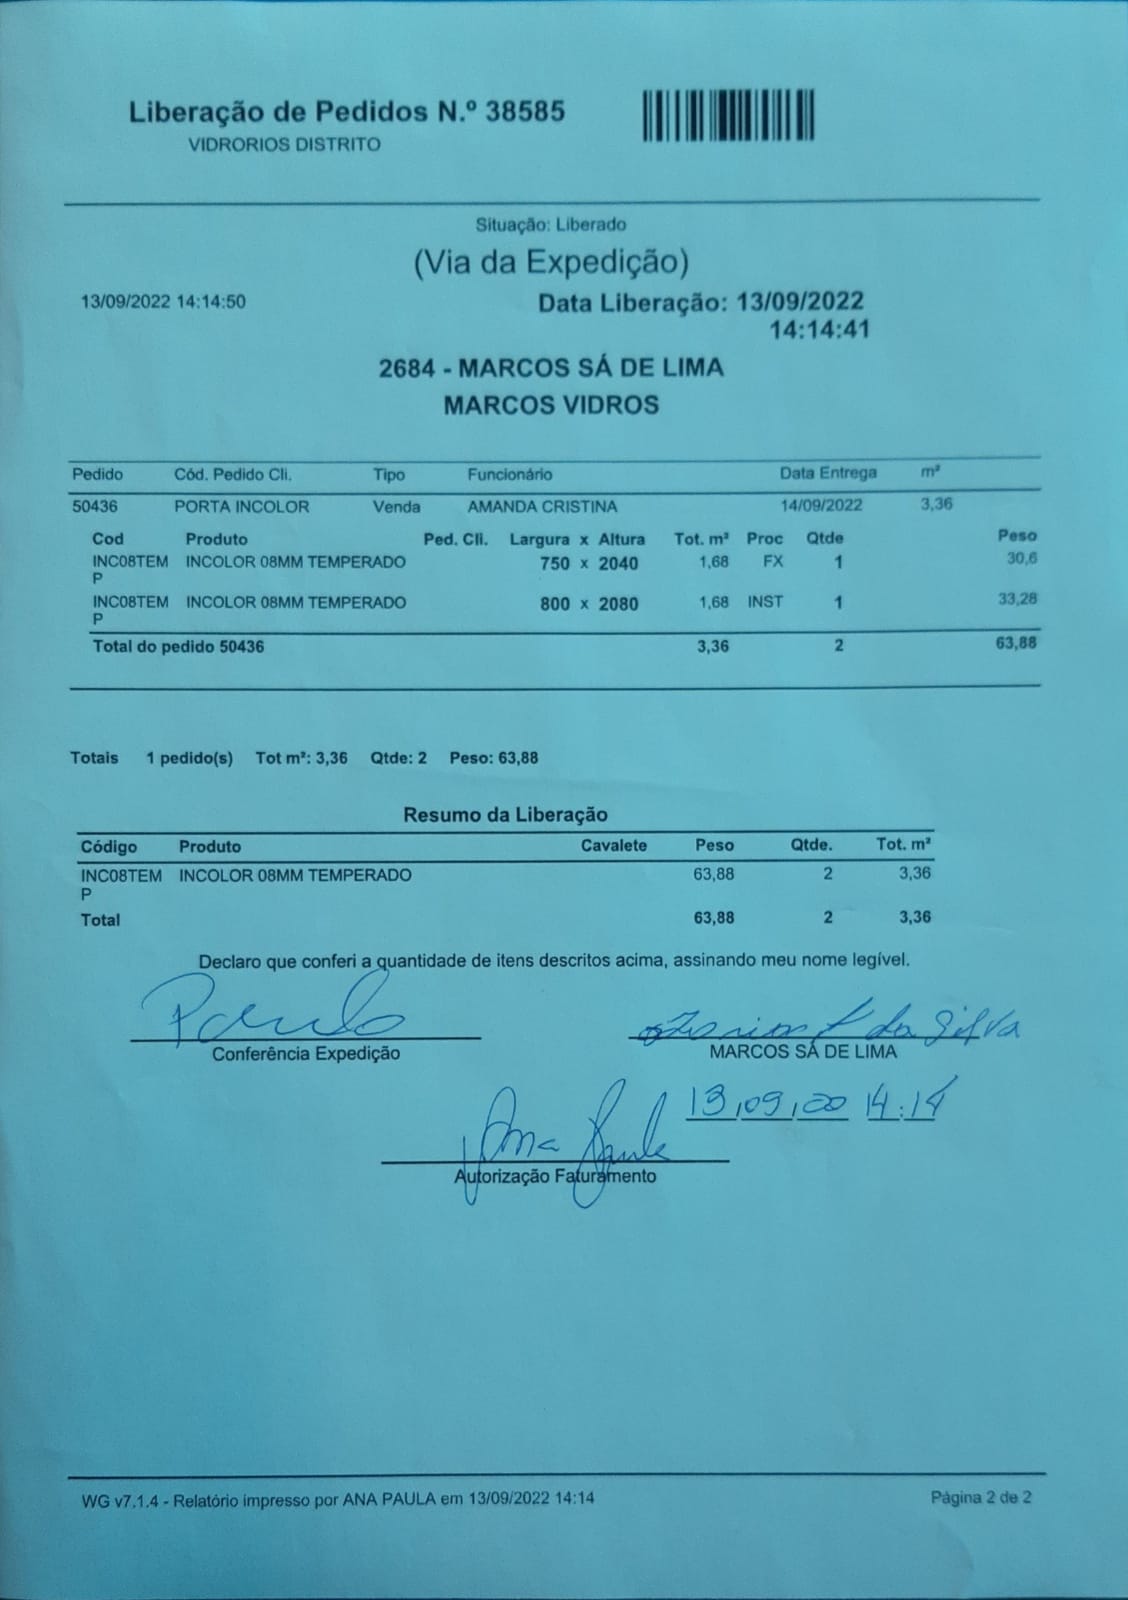 Liberação de Pedidos N.º 38585
VIDRORIOS DISTRITO
Situação: Liberado
(Via da Expedição)
13/09/2022 14:14:50
Data Liberação: 13/09/2022
14:14:41
2684 - MARCOS SÁ DE LIMA
MARCOS VIDROS
Pedido Cód. Pedido Cli. Tipo Funcionário Data Entrega m²
50436 PORTA INCOLOR Venda AMANDA CRISTINA 14/09/2022 3,36
Cod Produto Ped. Cli. Largura x Altura Tot. m² Proc Qtde Peso
INC08TEM INCOLOR 08MM TEMPERADO 750 x 2040 1,68 FX 1 30,6
P
INC08TEM INCOLOR 08MM TEMPERADO 800 x 2080 1,68 INST 1 33,28
P
Total do pedido 50436 3,36 2 63,88
Totais 1 pedido(s) Tot m²: 3,36 Qtde: 2 Peso: 63,88
Resumo da Liberação
Código Produto Cavalete Peso Qtde. Tot. m²
INC08TEM INCOLOR 08MM TEMPERADO 63,88 2 3,36
P
Total 63,88 2 3,36
Declaro que conferi a quantidade de itens descritos acima, assinando meu nome legível.
Paulo da Silva
Conferência Expedição MARCOS SÁ DE LIMA
13/09/20 14:14
Ana Paula
Autorização Faturamento
WG v7.1.4 - Relatório impresso por ANA PAULA em 13/09/2022 14:14 Página 2 de 2